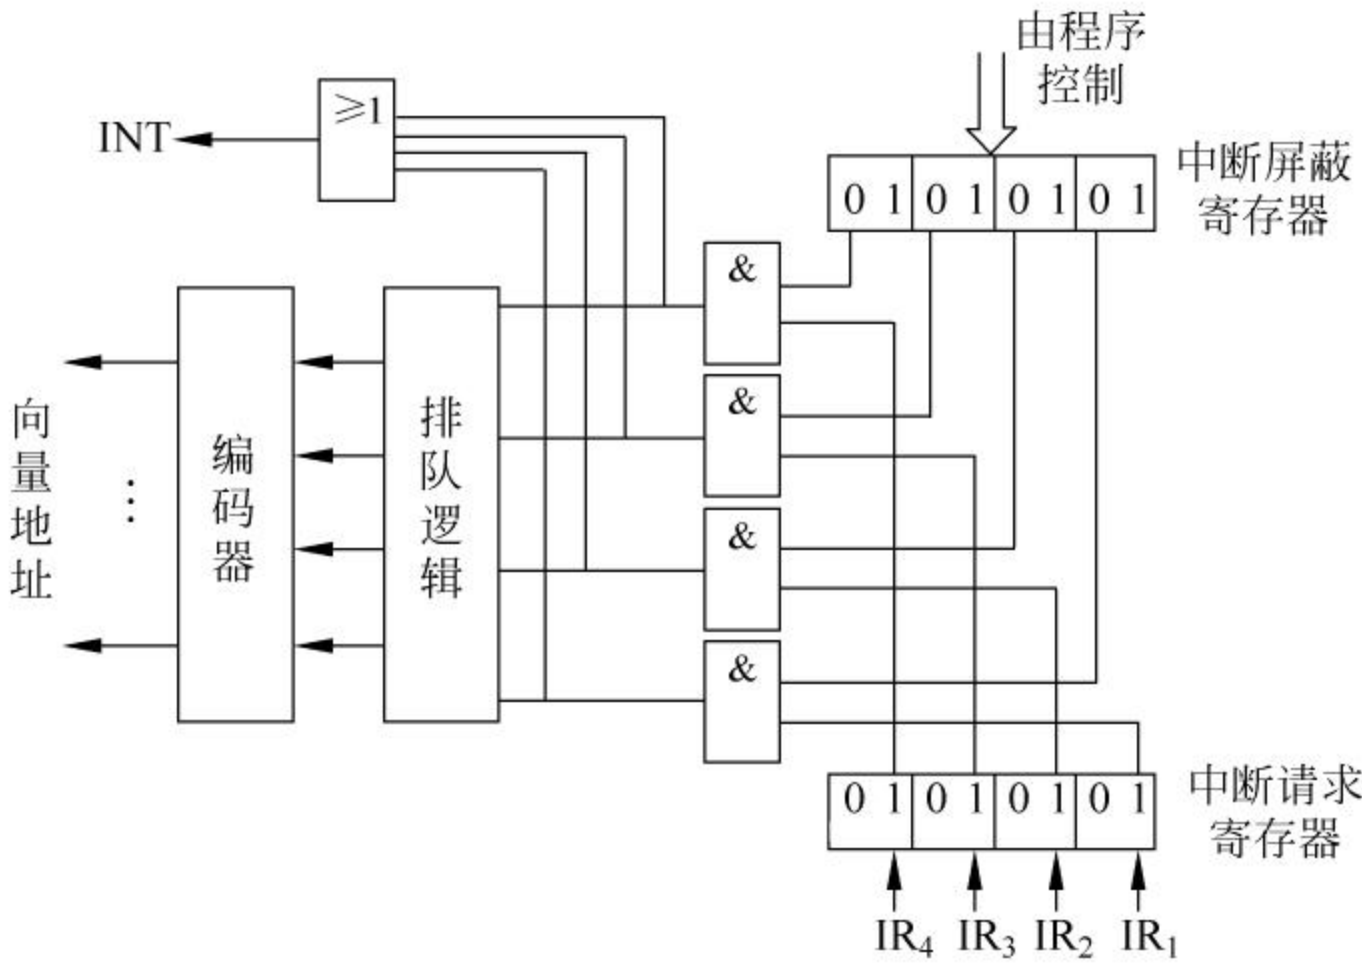 由程序
控制
≥1
INT
中断屏蔽
寄存器
0 1 0 1 0 1 0 1
&
&
&
&
向量地址
⋮
编码器
排队逻辑
0 1 0 1 0 1 0 1
中断请求
寄存器
IR₄ IR₃ IR₂ IR₁